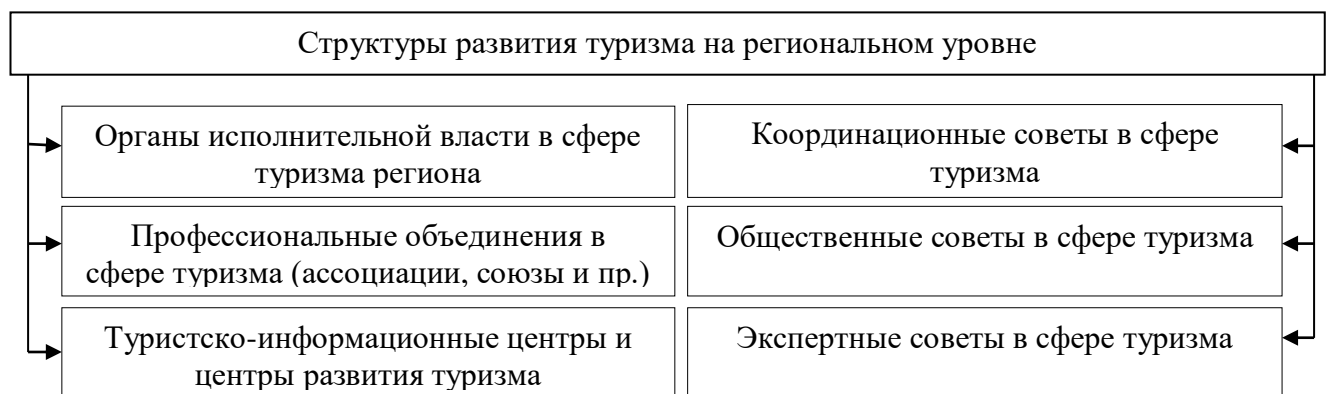 Структуры развития туризма на региональном уровне
Органы исполнительной власти в сфере
туризма региона
Координационные советы в сфере
туризма
Профессиональные объединения в
сфере туризма (ассоциации, союзы и пр.)
Общественные советы в сфере туризма
Туристско-информационные центры и
центры развития туризма
Экспертные советы в сфере туризма